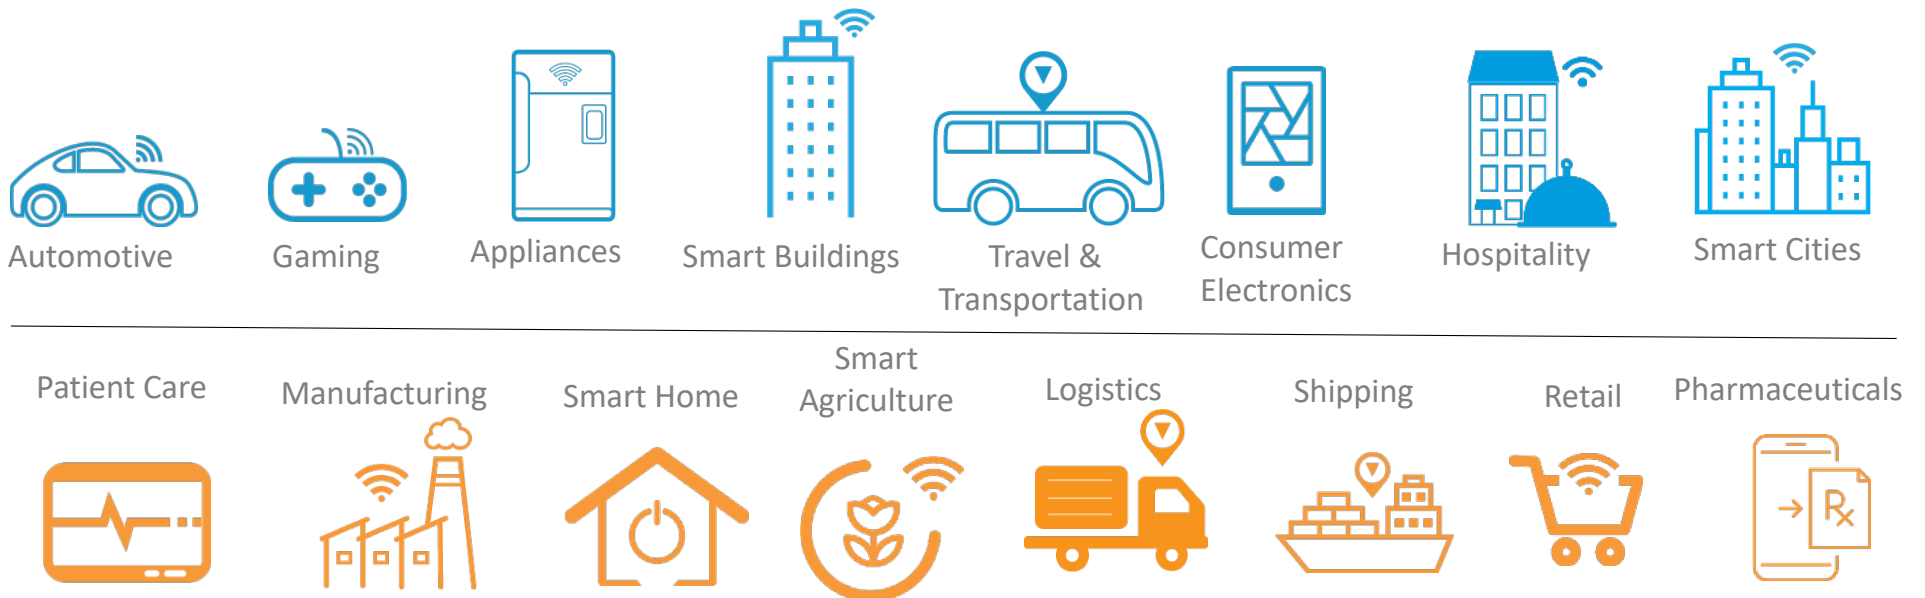 Automotive
Gaming
Appliances
Smart Buildings
Travel &
Transportation
Consumer
Electronics
Hospitality
Smart Cities
Patient Care
Manufacturing
Smart Home
Smart
Agriculture
Logistics
Shipping
Retail
Pharmaceuticals
Rx